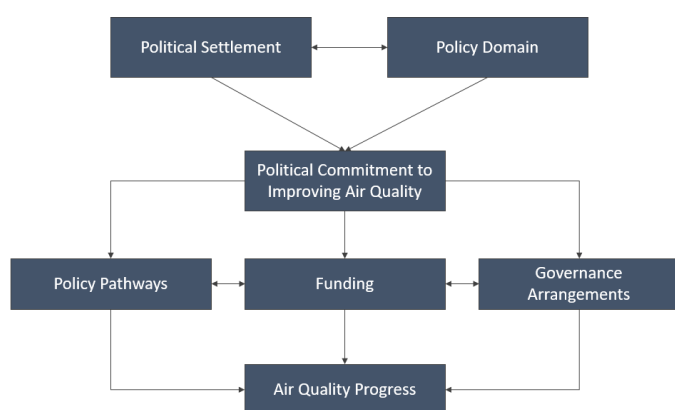 Political Settlement
Policy Domain
Political Commitment to
Improving Air Quality
Policy Pathways
Funding
Governance
Arrangements
Air Quality Progress